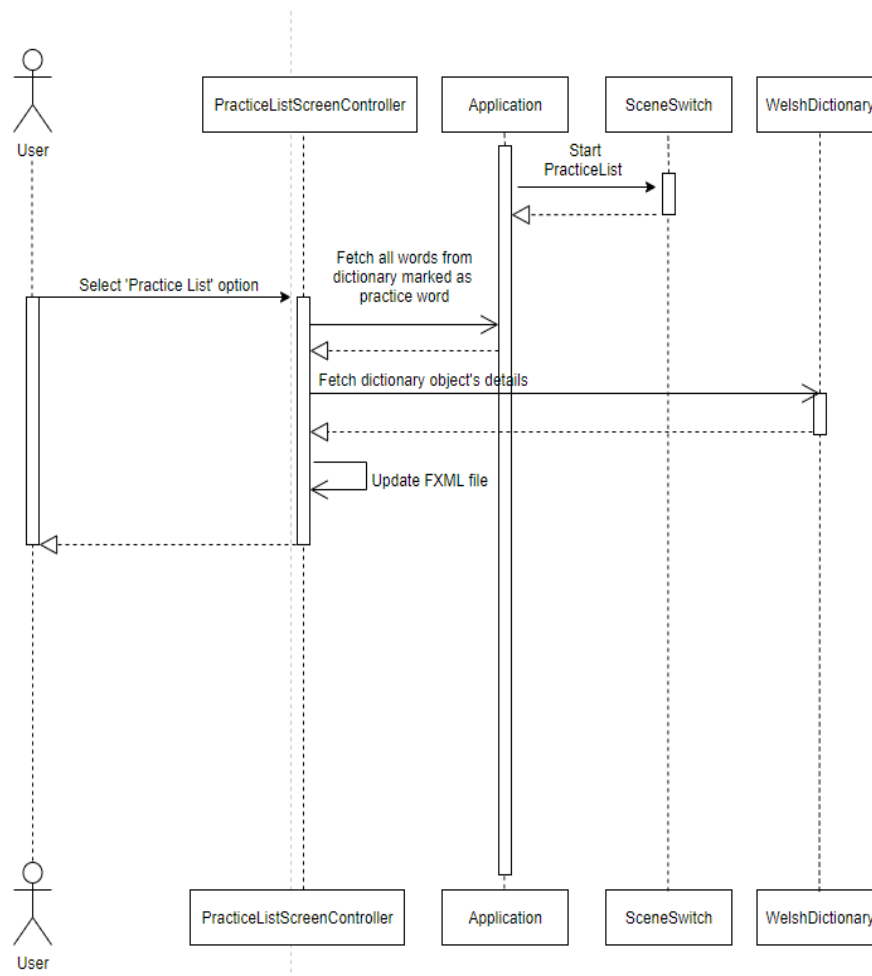 PracticeListScreenController
Application
SceneSwitch
WelshDictionary
User
Start
PracticeList
Fetch all words from
dictionary marked as
practice word
Select 'Practice List' option
Fetch dictionary object's details
Update FXML file
PracticeListScreenController
Application
SceneSwitch
WelshDictionary
User